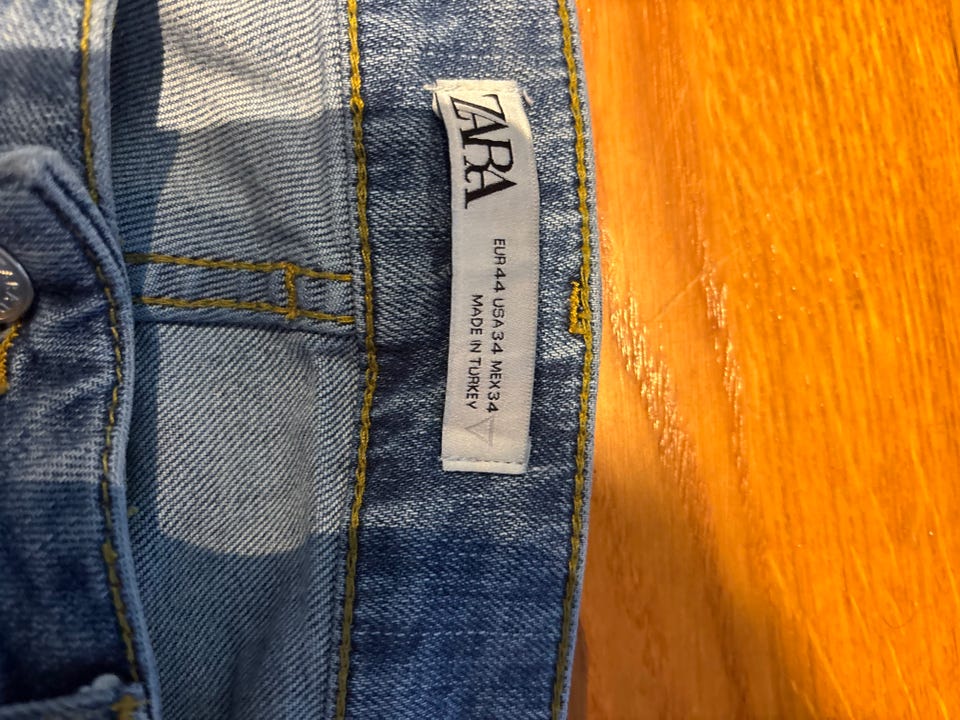 ZARA
EUR 44 USA 34 MEX 34
MADE IN TURKEY